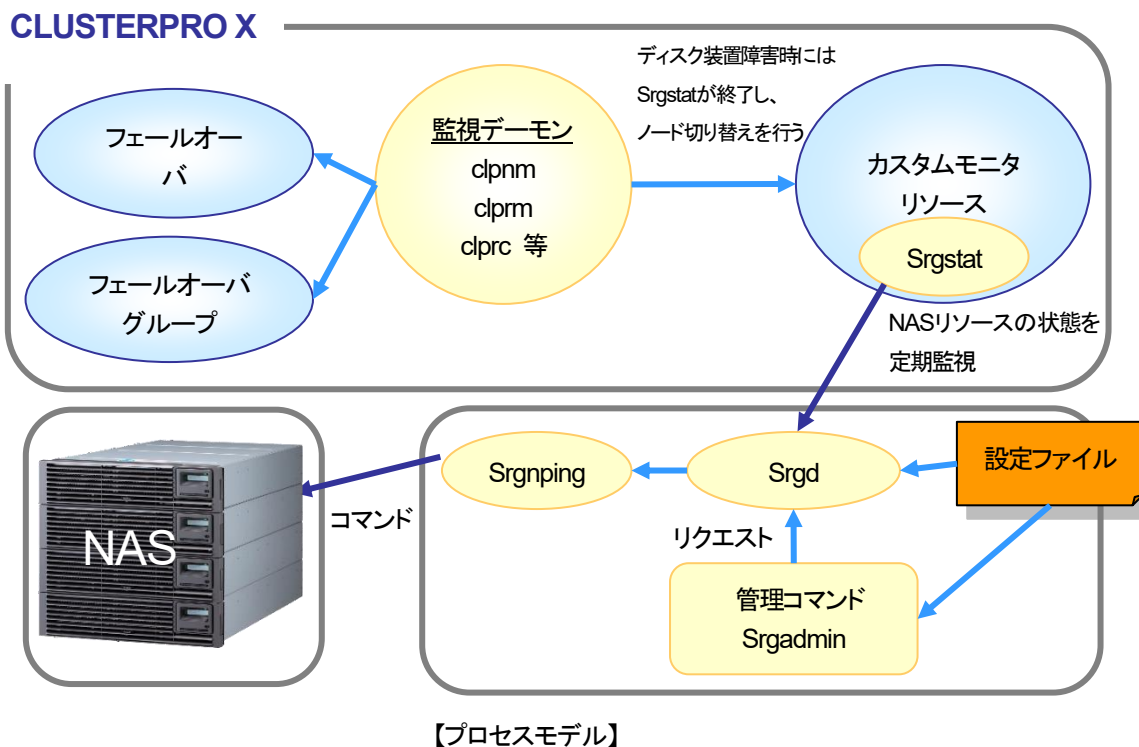 CLUSTERPRO X
ディスク装置障害時には
Srgstatが終了し、
ノード切り替えを行う
フェールオー
バ
監視デーモン
clpnm
clprm
clprc 等
カスタムモニタ
リソース
Srgstat
フェールオーバ
グループ
NASリソースの状態を
定期監視
NAS
コマンド
Srgnping
Srgd
設定ファイル
リクエスト
管理コマンド
Srgadmin
【プロセスモデル】